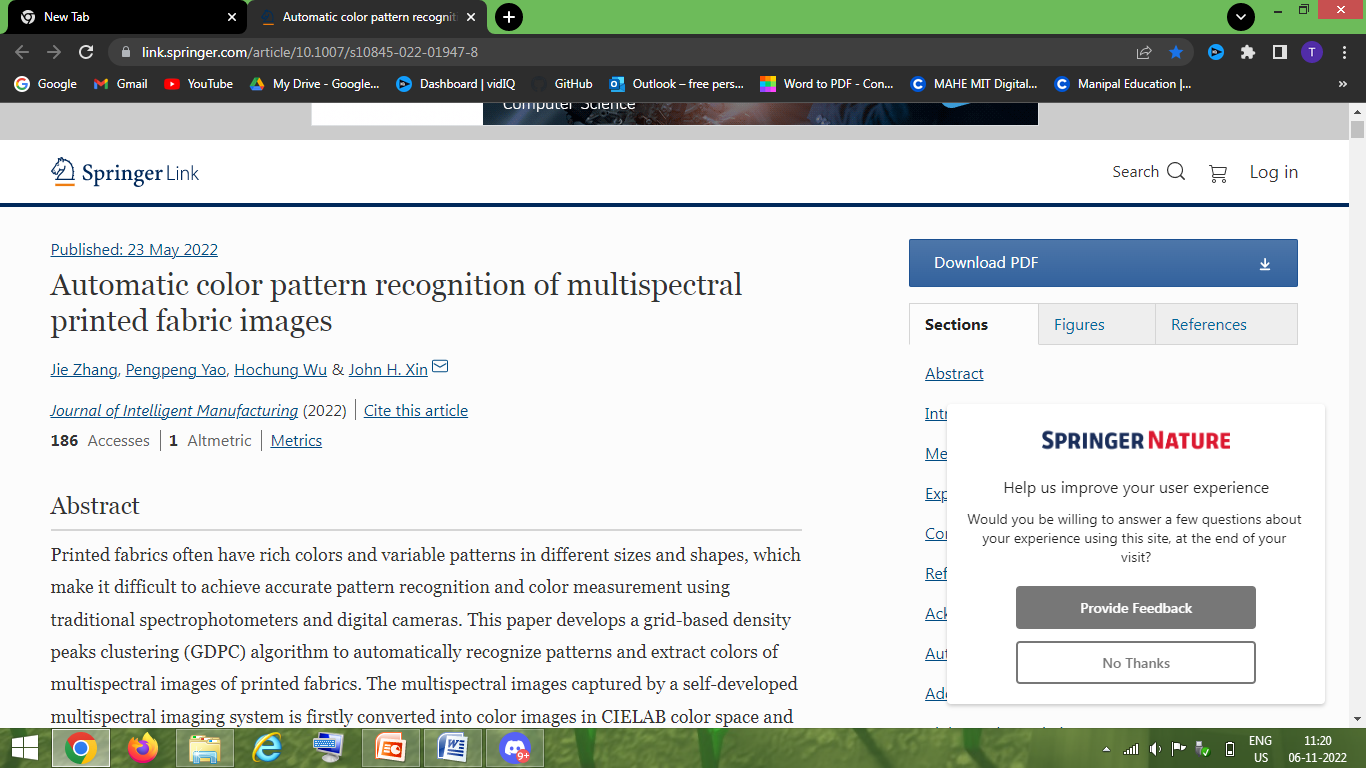 New Tab
Automatic color pattern recogniti
link.springer.com/article/10.1007/s10845-022-01947-8
T
Google
Gmail
YouTube
My Drive - Google...
Dashboard | vidIQ
GitHub
Outlook – free pers...
Word to PDF - Con...
MAHE MIT Digital...
Manipal Education |...
»
Computer Science
Springer Link
Search
Log in
Published: 23 May 2022
Automatic color pattern recognition of multispectral
printed fabric images
Jie Zhang, Pengpeng Yao, Hochung Wu & John H. Xin
Journal of Intelligent Manufacturing (2022) | Cite this article
186 Accesses | 1 Altmetric | Metrics
Abstract
Printed fabrics often have rich colors and variable patterns in different sizes and shapes, which
make it difficult to achieve accurate pattern recognition and color measurement using
traditional spectrophotometers and digital cameras. This paper develops a grid-based density
peaks clustering (GDPC) algorithm to automatically recognize patterns and extract colors of
multispectral images of printed fabrics. The multispectral images captured by a self-developed
multispectral imaging system is firstly converted into color images in CIELAB color space and
Download PDF
Sections
Figures
References
Abstract
Intr
Me
Exp
Con
Ref
Ack
Aut
Add
SPRINGER NATURE
Help us improve your user experience
Would you be willing to answer a few questions about
your experience using this site, at the end of your
visit?
Provide Feedback
No Thanks
9+
ENG
US
11:20
06-11-2022